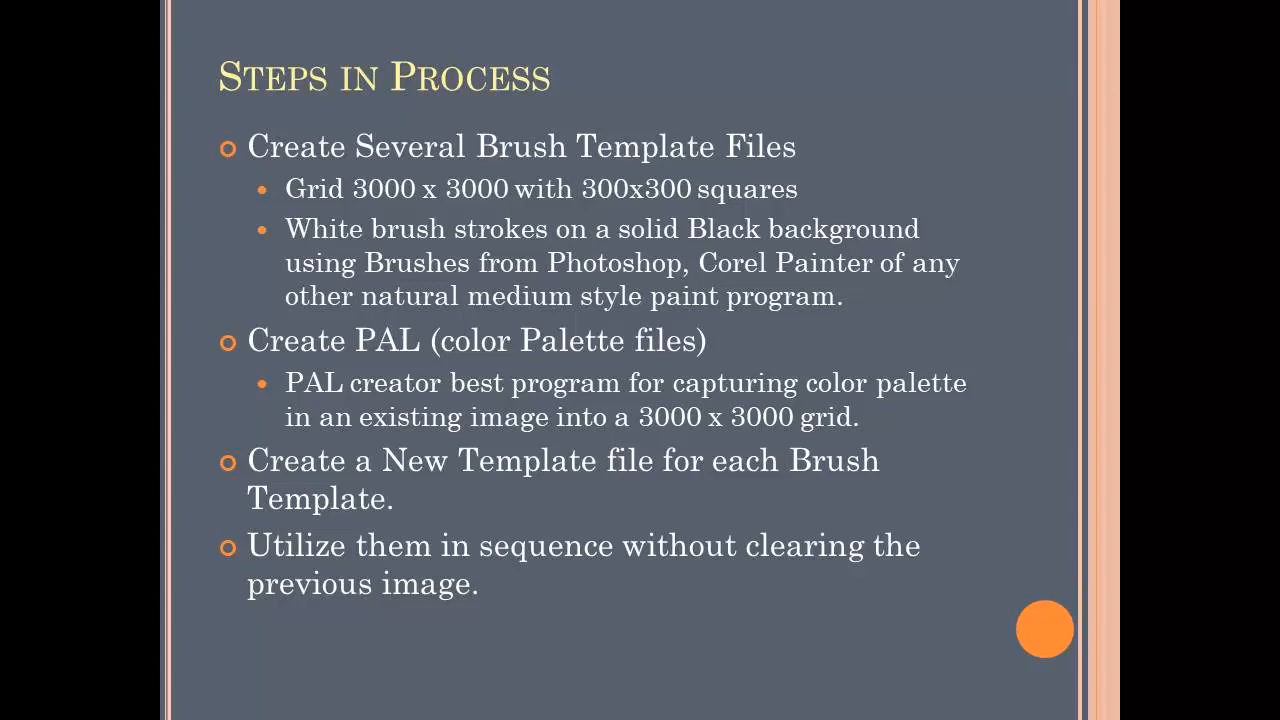 Steps in Process
Create Several Brush Template Files
Grid 3000 x 3000 with 300x300 squares
White brush strokes on a solid Black background
using Brushes from Photoshop, Corel Painter of any
other natural medium style paint program.
Create PAL (color Palette files)
PAL creator best program for capturing color palette
in an existing image into a 3000 x 3000 grid.
Create a New Template file for each Brush
Template.
Utilize them in sequence without clearing the
previous image.